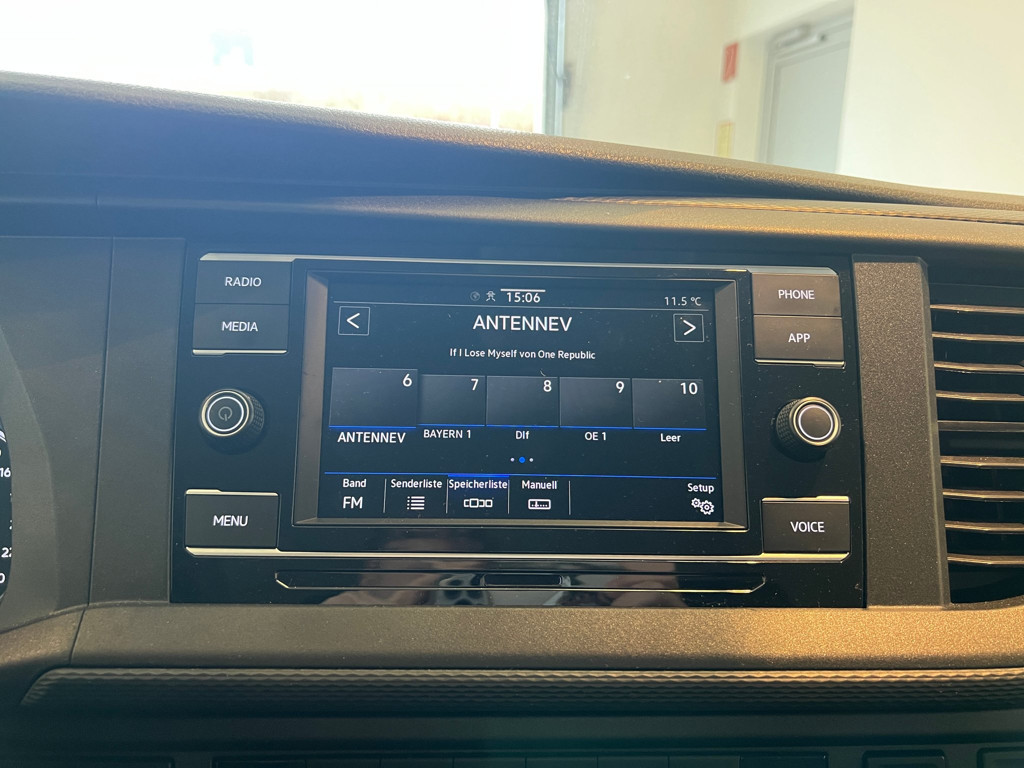 RADIO
MEDIA
MENU
PHONE
APP
VOICE
15:06
11.5 °C
<
ANTENNEV
>
If I Lose Myself von One Republic
6 7 8 9 10
ANTENNEV BAYERN 1 Dlf OE 1 Leer
Band Senderliste Speicherliste Manuell Setup
FM